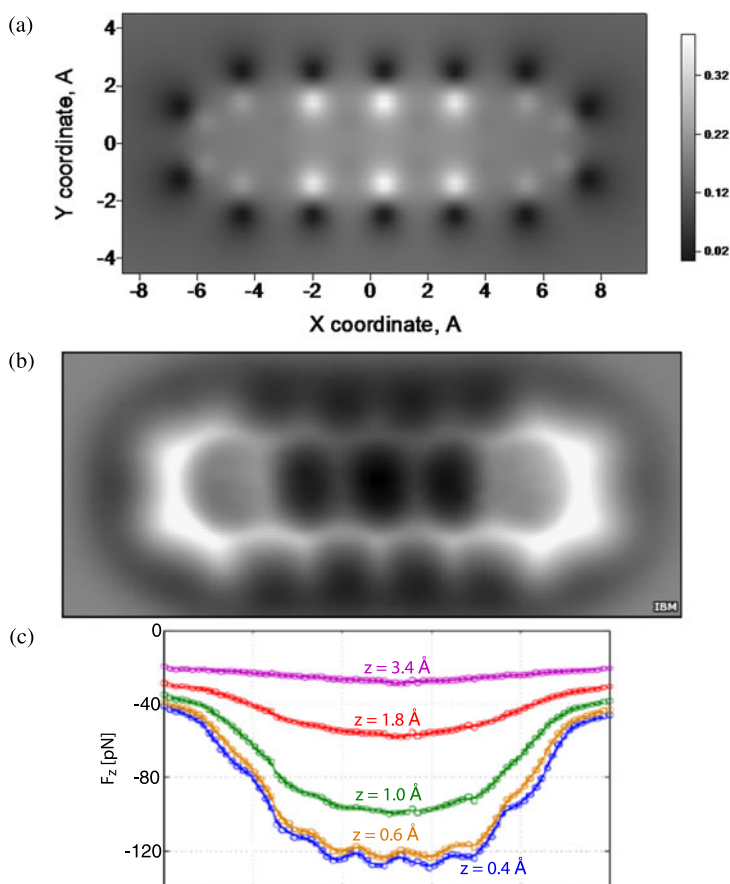 (a)
4
2
0
-2
-4
Y coordinate, A
-8 -6 -4 -2 0 2 4 6 8
X coordinate, A
0.32
0.22
0.12
0.02
(b)
IBM
(c)
0
-40
-80
-120
F_z [pN]
z = 3.4 Å
z = 1.8 Å
z = 1.0 Å
z = 0.6 Å
z = 0.4 Å